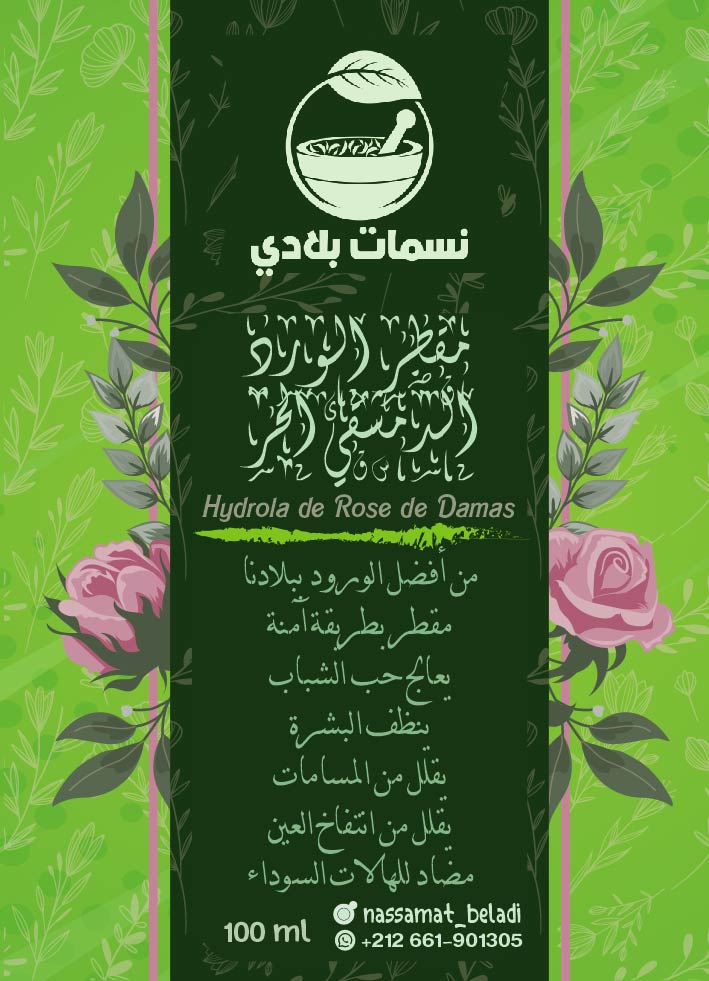 نسمات بلادي
مقطر الورد
الدمشقي الحر
Hydrola de Rose de Damas
من أفضل الورود ببلادنا
مقطر بطريقة آمنة
يعالج حب الشباب
ينظف البشرة
يقلل من المسامات
يقلل من انتفاخ العين
مضاد للهالات السوداء
100 ml
nassamat_beladi
+212 661-901305